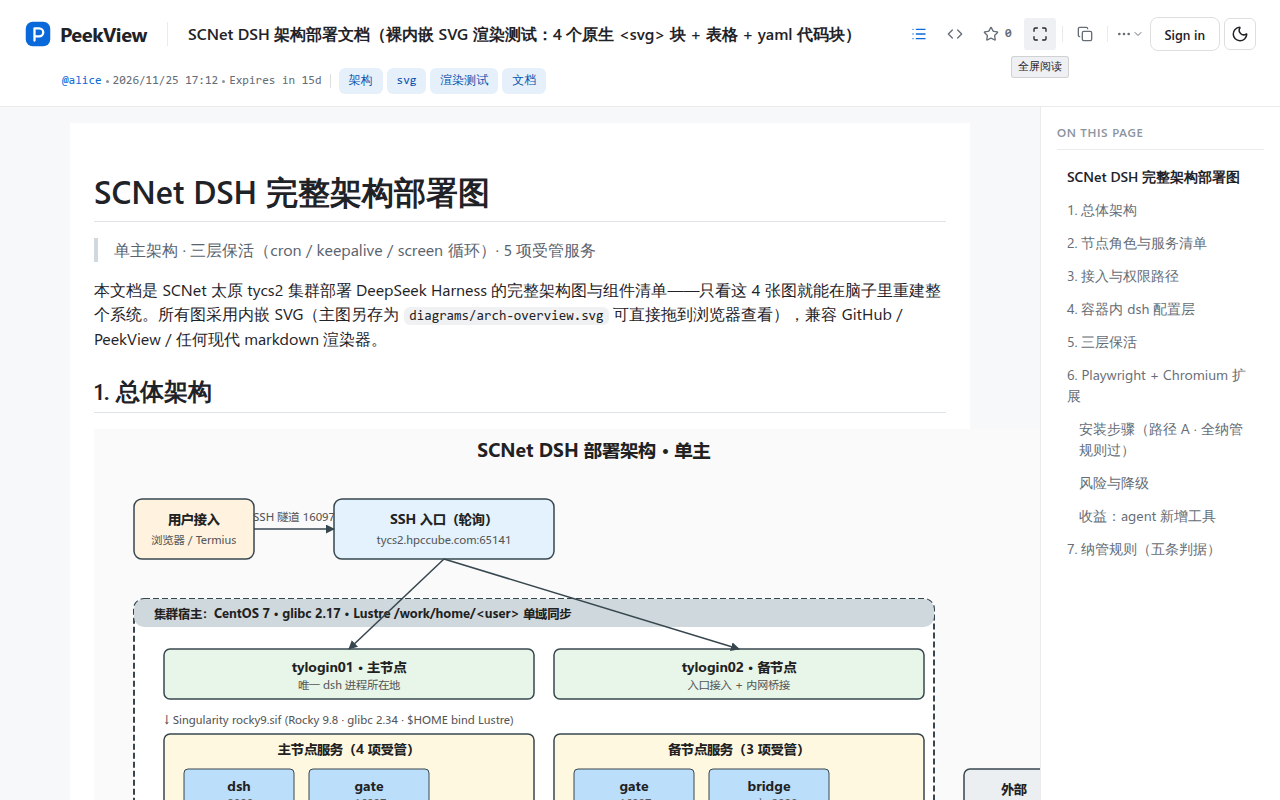 PeekView
SCNet DSH 架构部署文档（裸内嵌 SVG 渲染测试：4 个原生 <svg> 块 + 表格 + yaml 代码块）
0
Sign in
全屏阅读
@alice • 2026/11/25 17:12 • Expires in 15d
架构
svg
渲染测试
文档
SCNet DSH 完整架构部署图
单主架构 · 三层保活（cron / keepalive / screen 循环）· 5 项受管服务
本文档是 SCNet 太原 tycs2 集群部署 DeepSeek Harness 的完整架构图与组件清单——只看这 4 张图就能在脑子里重建整
个系统。所有图采用内嵌 SVG（主图另存为 diagrams/arch-overview.svg 可直接拖到浏览器查看），兼容 GitHub /
PeekView / 任何现代 markdown 渲染器。
1. 总体架构
SCNet DSH 部署架构 • 单主
用户接入
浏览器 / Termius
SSH 隧道 16097
SSH 入口（轮询）
tycs2.hpccube.com:65141
集群宿主：CentOS 7 • glibc 2.17 • Lustre /work/home/<user> 单域同步
tylogin01 • 主节点
唯一 dsh 进程所在地
tylogin02 • 备节点
入口接入 + 内网桥接
↓ Singularity rocky9.sif (Rocky 9.8 · glibc 2.34 · $HOME bind Lustre)
主节点服务（4 项受管）
dsh
gate
备节点服务（3 项受管）
gate
bridge
外部
ON THIS PAGE
SCNet DSH 完整架构部署图
1. 总体架构
2. 节点角色与服务清单
3. 接入与权限路径
4. 容器内 dsh 配置层
5. 三层保活
6. Playwright + Chromium 扩
展
安装步骤（路径 A · 全纳管
规则过）
风险与降级
收益：agent 新增工具
7. 纳管规则（五条判据）